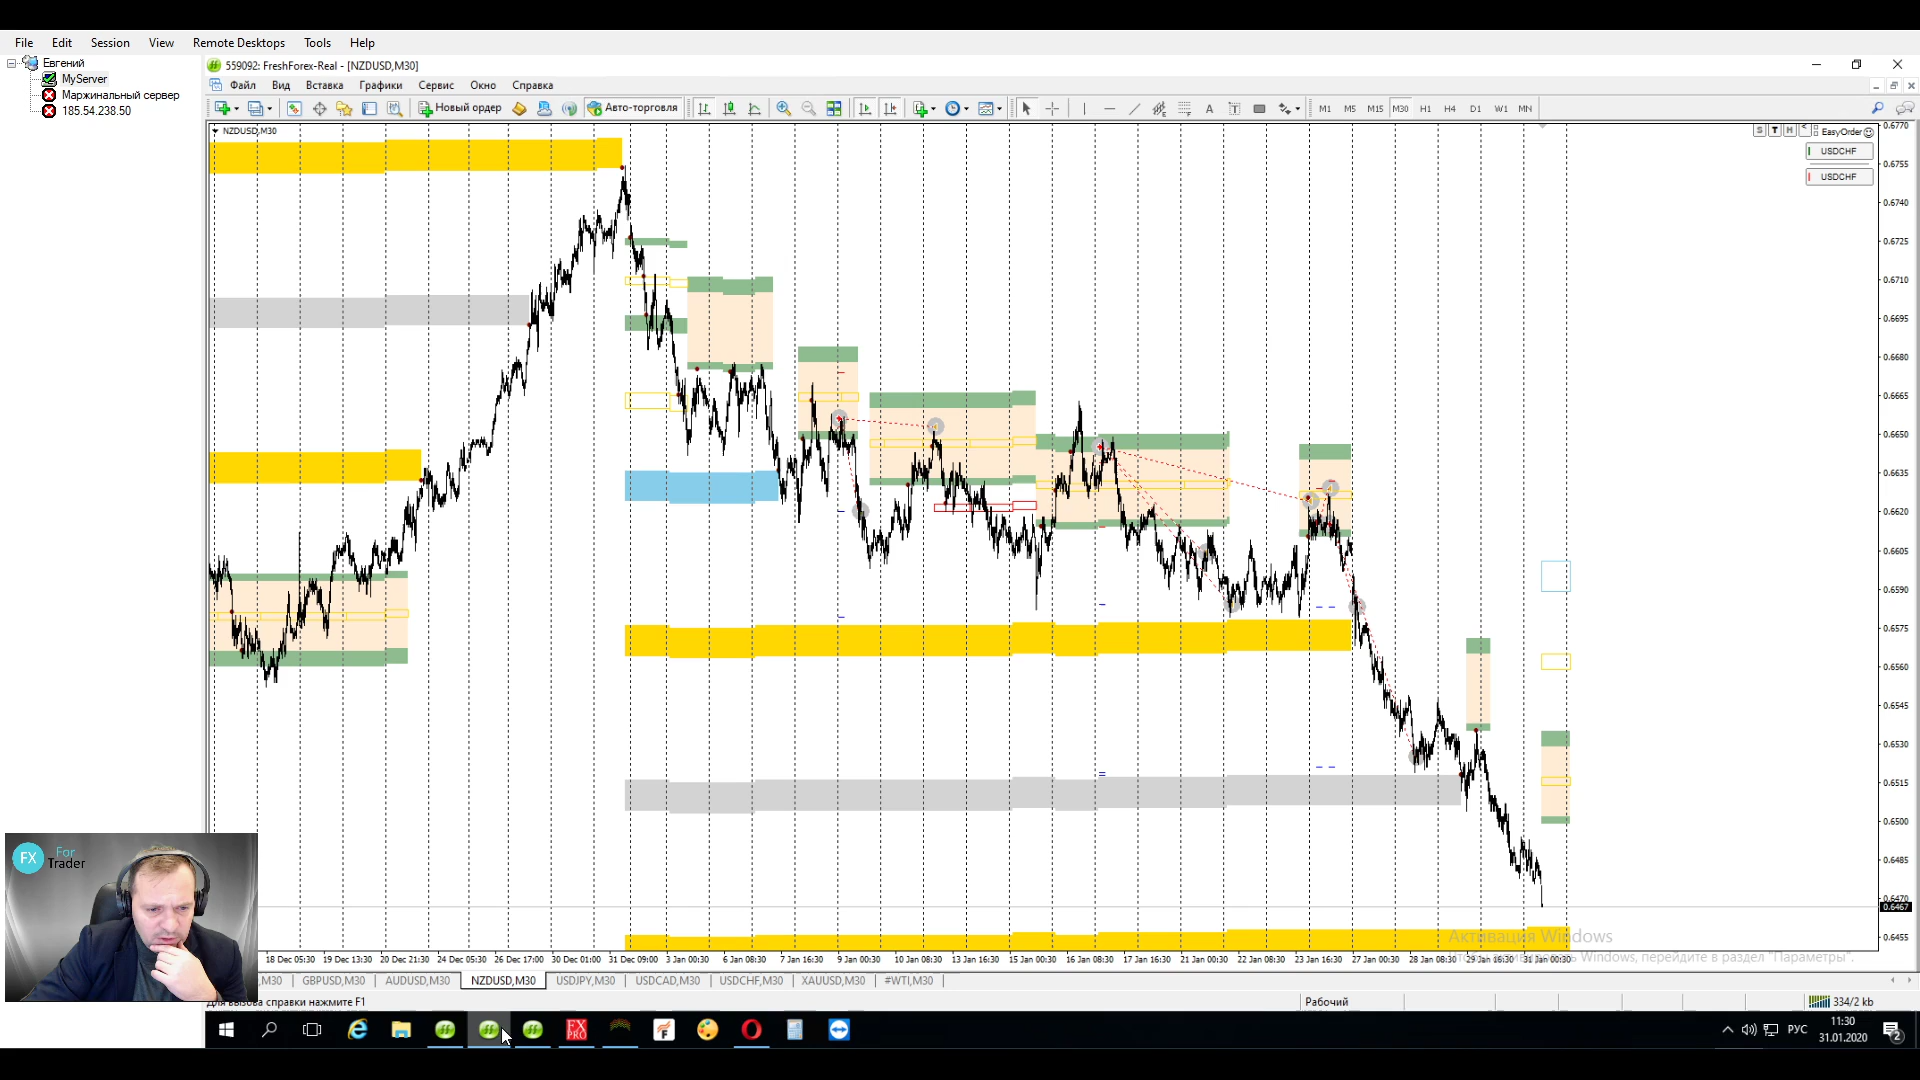 File Edit Session View Remote Desktops Tools Help
Евгений
MyServer
Маржинальный сервер
185.54.238.50
559092: FreshForex-Real - [NZDUSD,M30]
Файл Вид Вставка Графики Сервис Окно Справка
Новый ордер Авто-торговля A T M1 M5 M15 M30 H1 H4 D1 W1 MN
NZDUSD,M30
S T H < EasyOrder
USDCHF
USDCHF
0.6770
0.6755
0.6740
0.6725
0.6710
0.6695
0.6680
0.6665
0.6650
0.6635
0.6620
0.6605
0.6590
0.6575
0.6560
0.6545
0.6530
0.6515
0.6500
0.6485
0.6470
0.6467
0.6455
FX For Trader
Активация Windows
Windows, перейдите в раздел "Параметры".
18 Dec 05:30 19 Dec 13:30 20 Dec 21:30 24 Dec 05:30 26 Dec 17:00 30 Dec 01:00 31 Dec 09:00 3 Jan 00:30 6 Jan 08:30 7 Jan 16:30 9 Jan 00:30 10 Jan 08:30 13 Jan 16:30 15 Jan 00:30 16 Jan 08:30 17 Jan 16:30 21 Jan 00:30 22 Jan 08:30 23 Jan 16:30 27 Jan 00:30 28 Jan 08:30 29 Jan 16:30 31 Jan 00:30
,M30 GBPUSD,M30 AUDUSD,M30 NZDUSD,M30 USDJPY,M30 USDCAD,M30 USDCHF,M30 XAUUSD,M30 #WTI,M30
Для вызова справки нажмите F1 Рабочий 334/2 kb
FX PRO РУС 11:30
31.01.2020 2